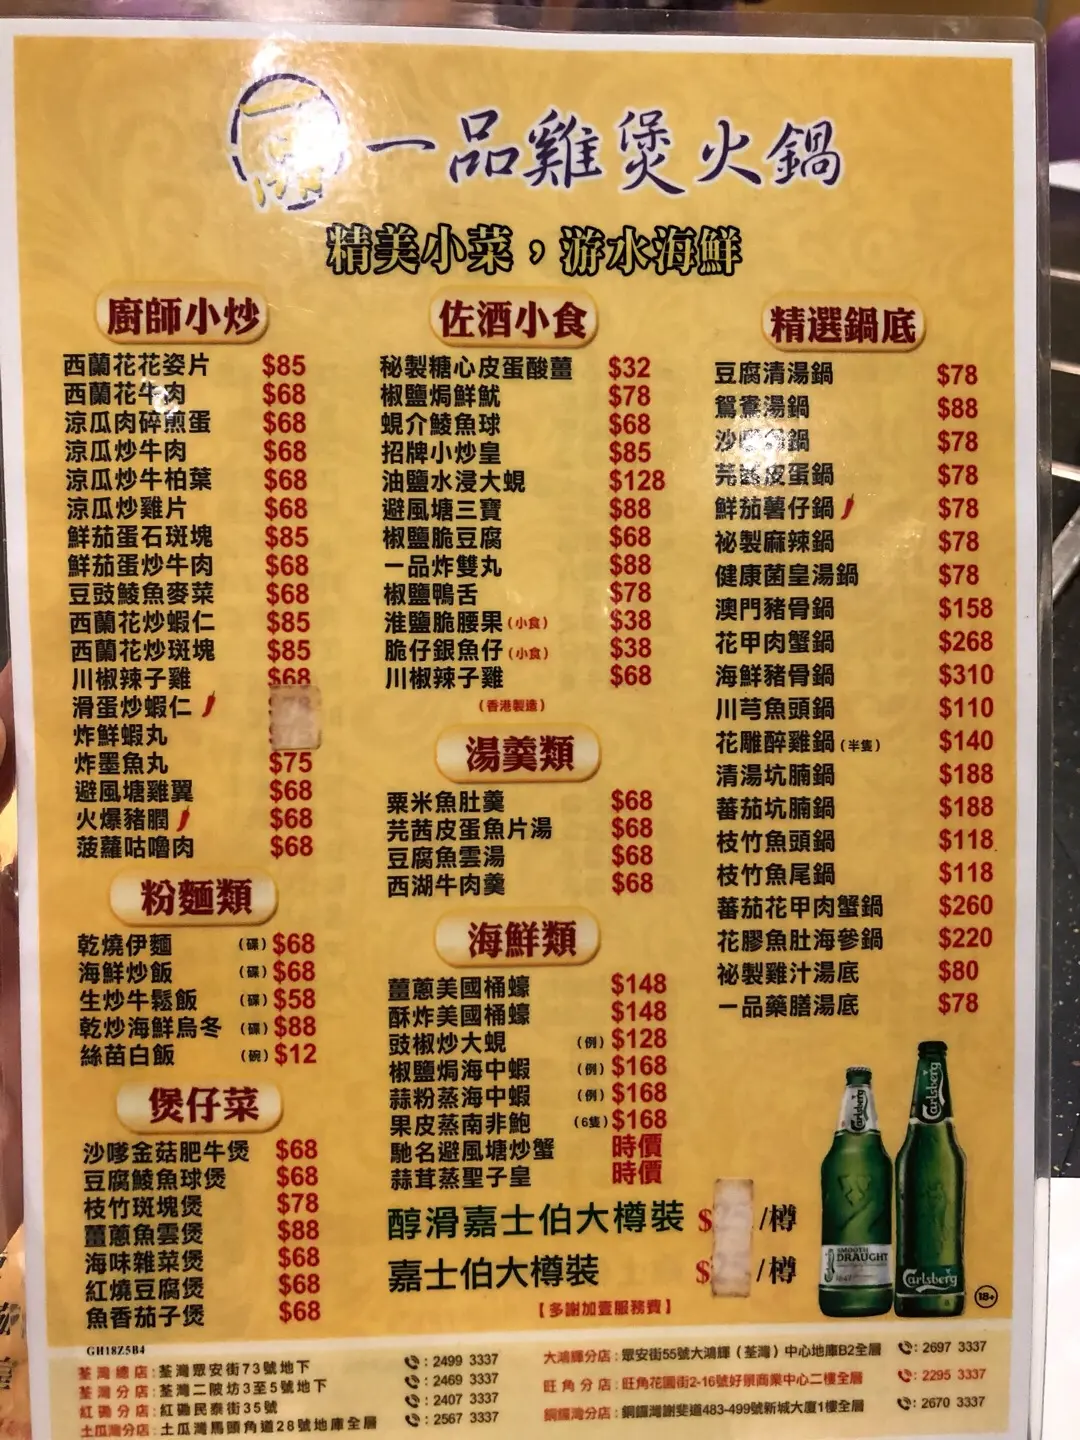 一品雞煲火鍋
精美小菜，游水海鮮
廚師小炒
西蘭花花姿片 $85
西蘭花牛肉 $68
涼瓜肉碎煎蛋 $68
涼瓜炒牛肉 $68
涼瓜炒牛柏葉 $68
涼瓜炒雞片 $68
鮮茄蛋石斑塊 $85
鮮茄蛋炒牛肉 $68
豆豉鯪魚麥菜 $68
西蘭花炒蝦仁 $85
西蘭花炒斑塊 $85
川椒辣子雞 $68
滑蛋炒蝦仁
炸鮮蝦丸
炸墨魚丸 $75
避風塘雞翼 $68
火爆豬膶 $68
菠蘿咕嚕肉 $68
粉麵類
乾燒伊麵 (碟) $68
海鮮炒飯 (碟) $68
生炒牛鬆飯 (碟) $58
乾炒海鮮烏冬 (碟) $88
絲苗白飯 (碗) $12
煲仔菜
沙嗲金菇肥牛煲 $68
豆腐鯪魚球煲 $68
枝竹斑塊煲 $78
薑蔥魚雲煲 $88
海味雜菜煲 $68
紅燒豆腐煲 $68
魚香茄子煲 $68
佐酒小食
秘製糖心皮蛋酸薑 $32
椒鹽焗鮮魷 $78
蜆介鯪魚球 $68
招牌小炒皇 $85
油鹽水浸大蜆 $128
避風塘三寶 $88
椒鹽脆豆腐 $68
一品炸雙丸 $88
椒鹽鴨舌 $78
淮鹽脆腰果(小食) $38
脆仔銀魚仔(小食) $38
川椒辣子雞 $68
(香港製造)
湯羹類
粟米魚肚羹 $68
芫茜皮蛋魚片湯 $68
豆腐魚雲湯 $68
西湖牛肉羹 $68
海鮮類
薑蔥美國桶蠔 $148
酥炸美國桶蠔 $148
豉椒炒大蜆 (例) $128
椒鹽焗海中蝦 (例) $168
蒜粉蒸海中蝦 (例) $168
果皮蒸南非鮑 (6隻) $168
馳名避風塘炒蟹 時價
蒜茸蒸聖子皇 時價
精選鍋底
豆腐清湯鍋 $78
鴛鴦湯鍋 $88
沙 鍋 $78
芫茜皮蛋鍋 $78
鮮茄薯仔鍋 $78
祕製麻辣鍋 $78
健康菌皇湯鍋 $78
澳門豬骨鍋 $158
花甲肉蟹鍋 $268
海鮮豬骨鍋 $310
川芎魚頭鍋 $110
花雕醉雞鍋(半隻) $140
清湯坑腩鍋 $188
蕃茄坑腩鍋 $188
枝竹魚頭鍋 $118
枝竹魚尾鍋 $118
蕃茄花甲肉蟹鍋 $260
花膠魚肚海參鍋 $220
祕製雞汁湯底 $80
一品藥膳湯底 $78
醇滑嘉士伯大樽裝 $ /樽
嘉士伯大樽裝 $ /樽
【多謝加壹服務費】
Carlsberg
SMOOTH
DRAUGHT
1847
Carlsberg
Carlsberg
18+
GH18Z5B4
荃灣總店：荃灣眾安街73號地下 ：2499 3337
荃灣分店：荃灣二陂坊3至5號地下 ：2469 3337
紅磡分店：紅磡民泰街35號 ：2407 3337
土瓜灣分店：土瓜灣馬頭角道28號地庫全層 ：2567 3337
大鴻輝分店：眾安街55號大鴻輝（荃灣）中心地庫B2全層 ：2697 3337
旺角分店：旺角花園街2-16號好景商業中心二樓全層 ：2295 3337
銅鑼灣分店：銅鑼灣謝斐道483-499號新城大廈1樓全層 ：2670 3337